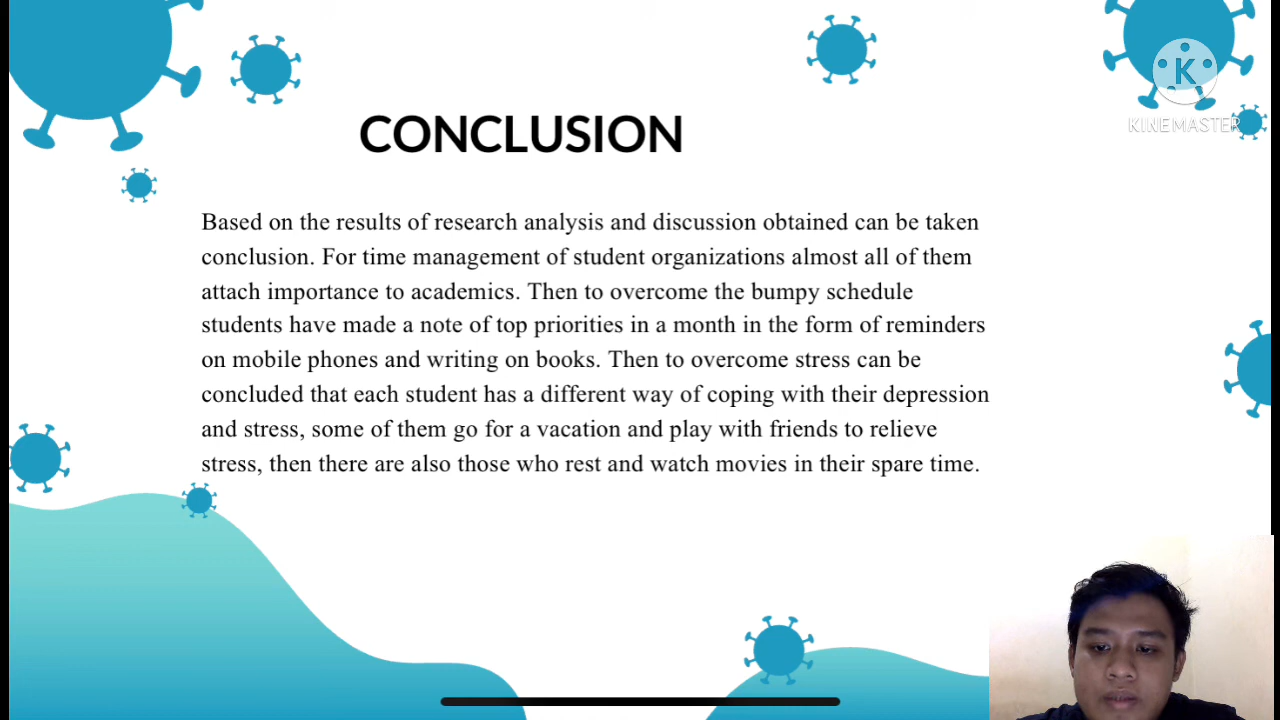 K
KINEMASTER
CONCLUSION
Based on the results of research analysis and discussion obtained can be taken
conclusion. For time management of student organizations almost all of them
attach importance to academics. Then to overcome the bumpy schedule
students have made a note of top priorities in a month in the form of reminders
on mobile phones and writing on books. Then to overcome stress can be
concluded that each student has a different way of coping with their depression
and stress, some of them go for a vacation and play with friends to relieve
stress, then there are also those who rest and watch movies in their spare time.